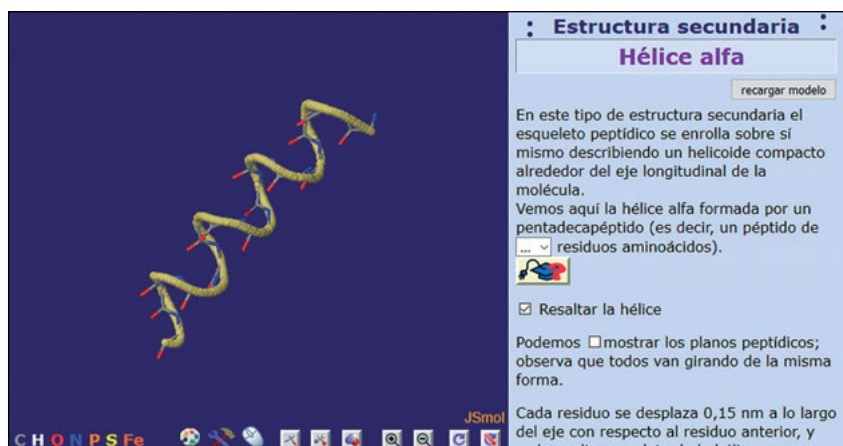 : Estructura secundaria :
Hélice alfa
recargar modelo
En este tipo de estructura secundaria el
esqueleto peptídico se enrolla sobre sí
mismo describiendo un helicoide compacto
alrededor del eje longitudinal de la
molécula.
Vemos aquí la hélice alfa formada por un
pentadecapéptido (es decir, un péptido de
... residuos aminoácidos).
Resaltar la hélice
Podemos mostrar los planos peptídicos;
observa que todos van girando de la misma
forma.
Cada residuo se desplaza 0,15 nm a lo largo
del eje con respecto al residuo anterior, y
JSmol
C H O N P S Fe